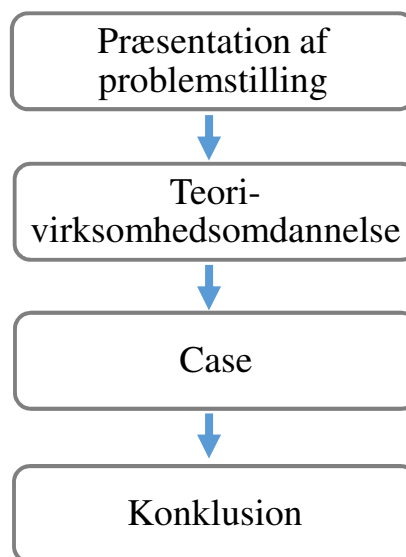 Præsentation af
problemstilling
Teori-
virksomhedsomdannelse
Case
Konklusion